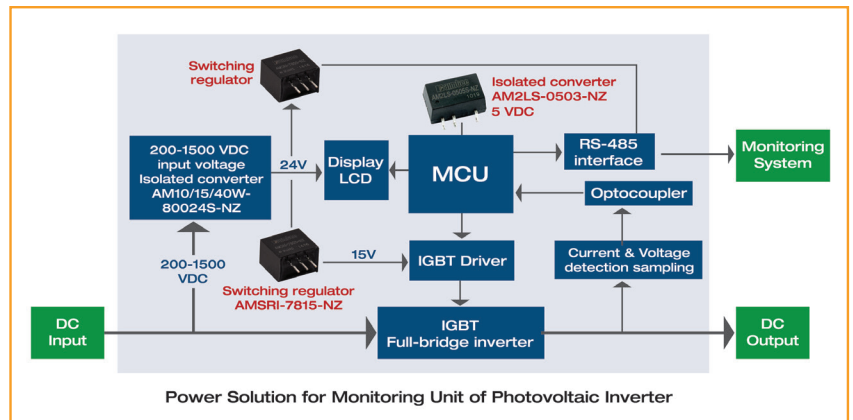 Switching
regulator
Isolated converter
AM2LS-0503-NZ
5 VDC
200-1500 VDC
input voltage
Isolated converter
AM10/15/40W-
80024S-NZ
24V
Display
LCD
MCU
RS-485
interface
Monitoring
System
Optocoupler
200-1500
VDC
15V
IGBT Driver
Current & Voltage
detection sampling
Switching regulator
AMSRI-7815-NZ
DC
Input
IGBT
Full-bridge inverter
DC
Output
Power Solution for Monitoring Unit of Photovoltaic Inverter